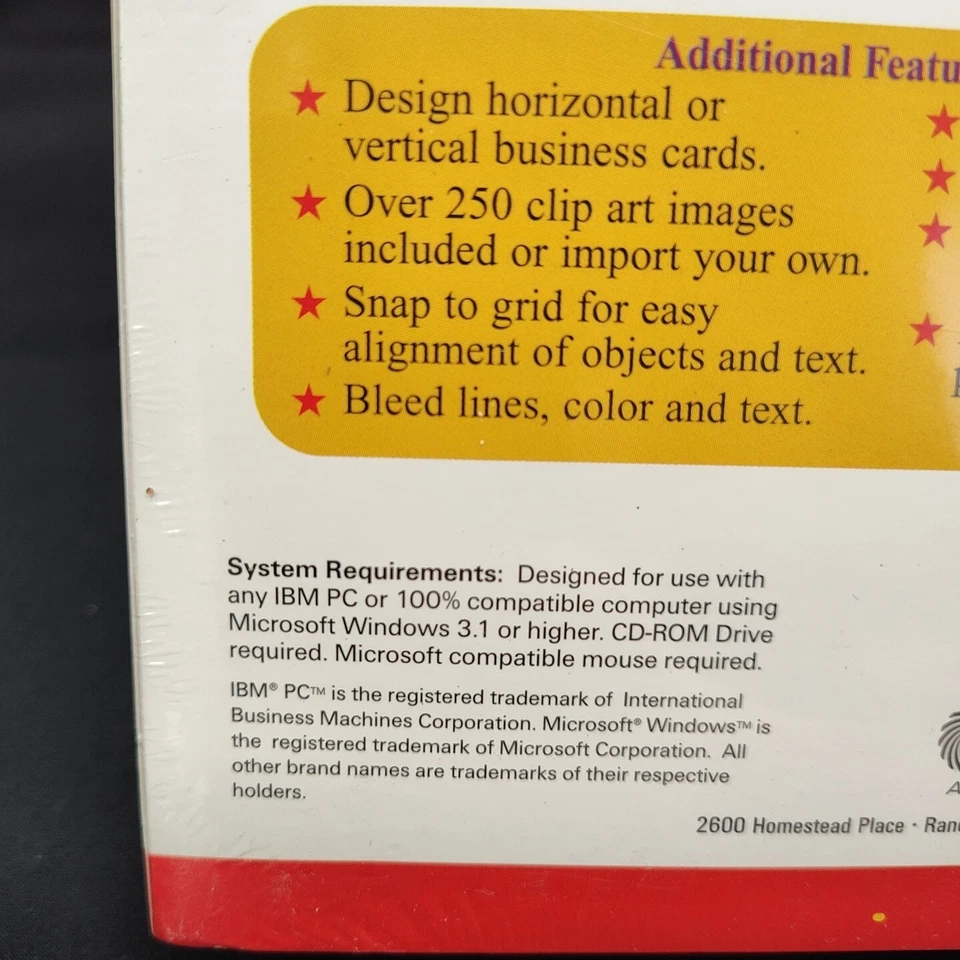 Additional
Design horizontal or
vertical business cards.
Over 250 clip art images
included or import your own.
Snap to grid for easy
alignment of objects and text.
Bleed lines, color and text.
System Requirements: Designed for use with
any IBM PC or 100% compatible computer using
Microsoft Windows 3.1 or higher. CD-ROM Drive
required. Microsoft compatible mouse required.
IBM® PC™ is the registered trademark of International
Business Machines Corporation. Microsoft® Windows™ is
the registered trademark of Microsoft Corporation. All
other brand names are trademarks of their respective
holders.
2600 Homestead Place ·